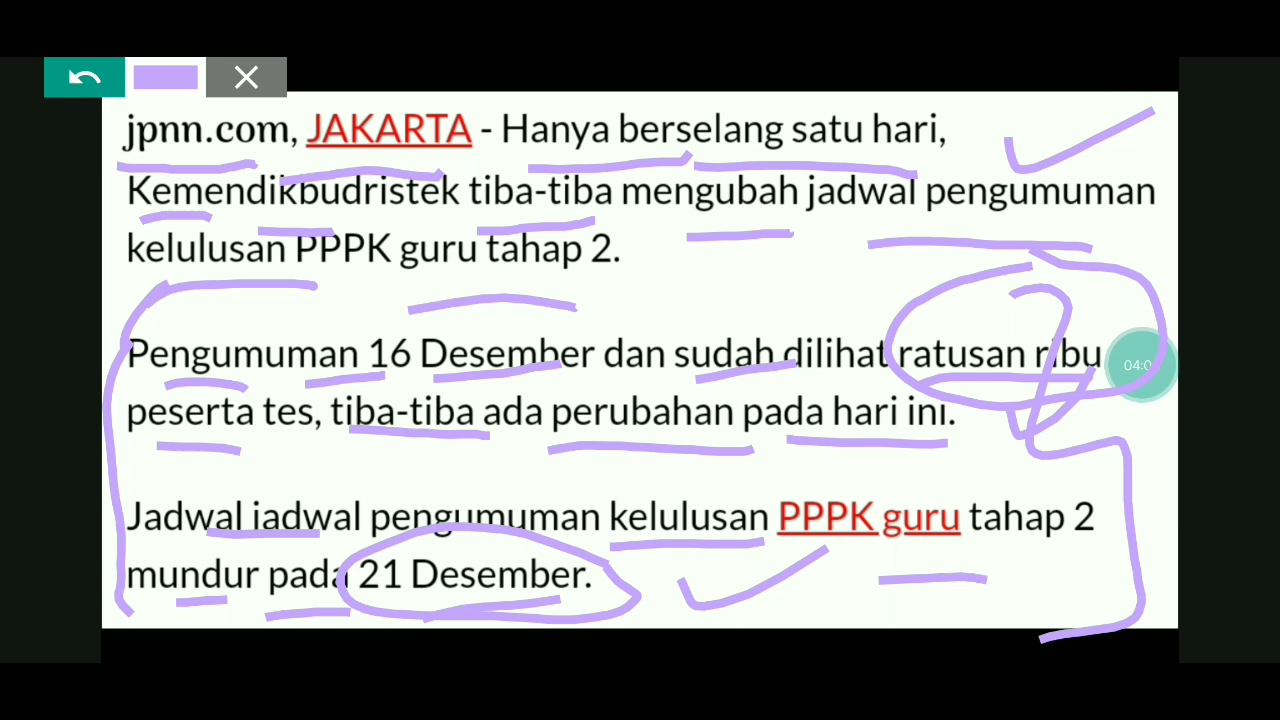 jpnn.com, JAKARTA - Hanya berselang satu hari,
Kemendikbudristek tiba-tiba mengubah jadwal pengumuman
kelulusan PPPK guru tahap 2.
Pengumuman 16 Desember dan sudah dilihat ratusan ribu
peserta tes, tiba-tiba ada perubahan pada hari ini.
Jadwal jadwal pengumuman kelulusan PPPK guru tahap 2
mundur pada 21 Desember.